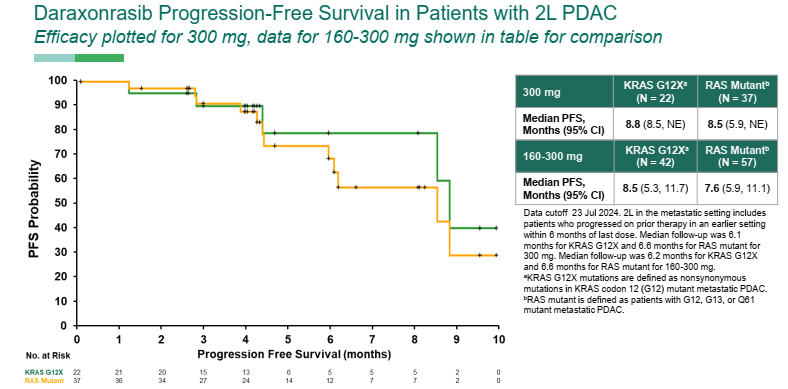 Daraxonrasib Progression-Free Survival in Patients with 2L PDAC
Efficacy plotted for 300 mg, data for 160-300 mg shown in table for comparison
PFS Probability
100
90
80
70
60
50
40
30
20
10
0
0 1 2 3 4 5 6 7 8 9 10
Progression Free Survival (months)
No. at Risk
KRAS G12X 22 21 20 15 13 6 5 5 5 2 0
RAS Mutant 37 36 34 27 24 14 12 7 7 2 0
300 mg KRAS G12Xᵃ (N = 22) RAS Mutantᵇ (N = 37)
Median PFS, Months (95% CI) 8.8 (8.5, NE) 8.5 (5.9, NE)
160-300 mg KRAS G12Xᵃ (N = 42) RAS Mutantᵇ (N = 57)
Median PFS, Months (95% CI) 8.5 (5.3, 11.7) 7.6 (5.9, 11.1)
Data cutoff 23 Jul 2024. 2L in the metastatic setting includes
patients who progressed on prior therapy in an earlier setting
within 6 months of last dose. Median follow-up was 6.1
months for KRAS G12X and 6.6 months for RAS mutant for
300 mg. Median follow-up was 6.2 months for KRAS G12X
and 6.6 months for RAS mutant for 160-300 mg.
ᵃKRAS G12X mutations are defined as nonsynonymous
mutations in KRAS codon 12 (G12) mutant metastatic PDAC.
ᵇRAS mutant is defined as patients with G12, G13, or Q61
mutant metastatic PDAC.